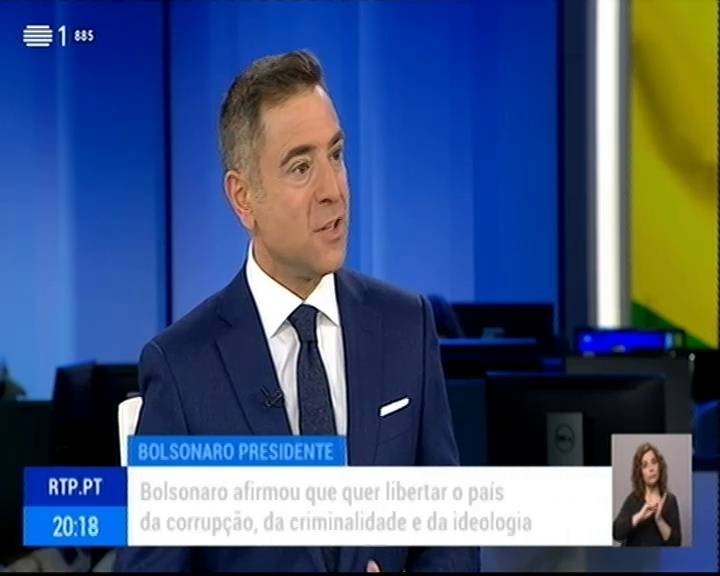 1 885
BOLSONARO PRESIDENTE
RTP.PT
20:18
Bolsonaro afirmou que quer libertar o país
da corrupção, da criminalidade e da ideologia
DELL